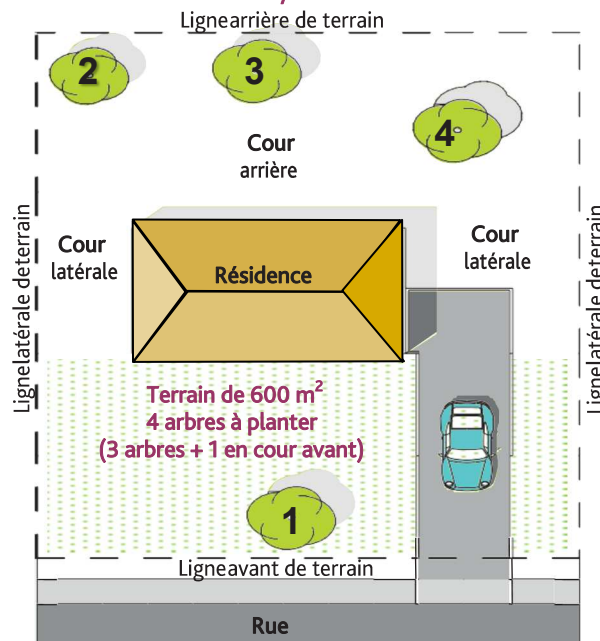 Lignearrière de terrain
2
3
4
Cour
arrière
Cour
latérale
Cour
latérale
Résidence
Lignelatérale deterrain
Lignelatérale deterrain
Terrain de 600 m²
4 arbres à planter
(3 arbres + 1 en cour avant)
1
Ligneavant de terrain
Rue